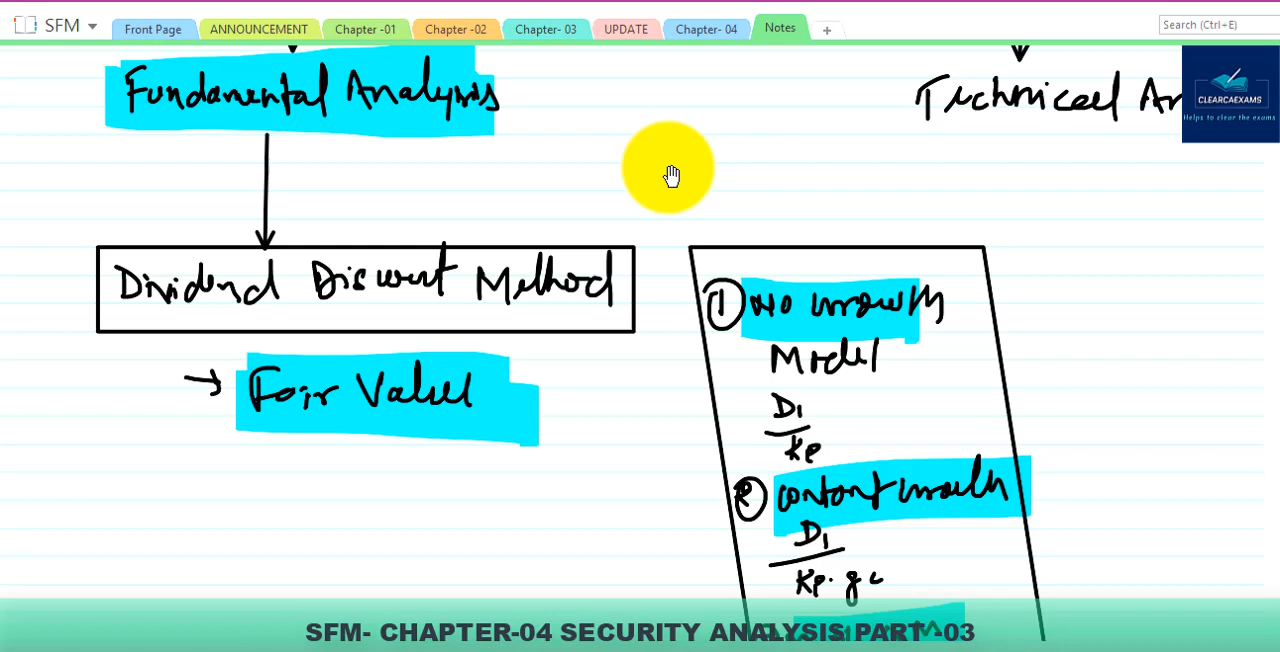 SFM
Front Page
ANNOUNCEMENT
Chapter -01
Chapter -02
Chapter- 03
UPDATE
Chapter- 04
Notes
Search (Ctrl+E)
Fundamental Analysis
Technical An
CLEARCAEXAMS
Helps to clear the exams
Dividend Discount Method
→ Fair Value
① No Growth
Model
D1
Ke
② Constant Growth
D1
Ke - gc
SFM- CHAPTER-04 SECURITY ANALYSIS PART -03